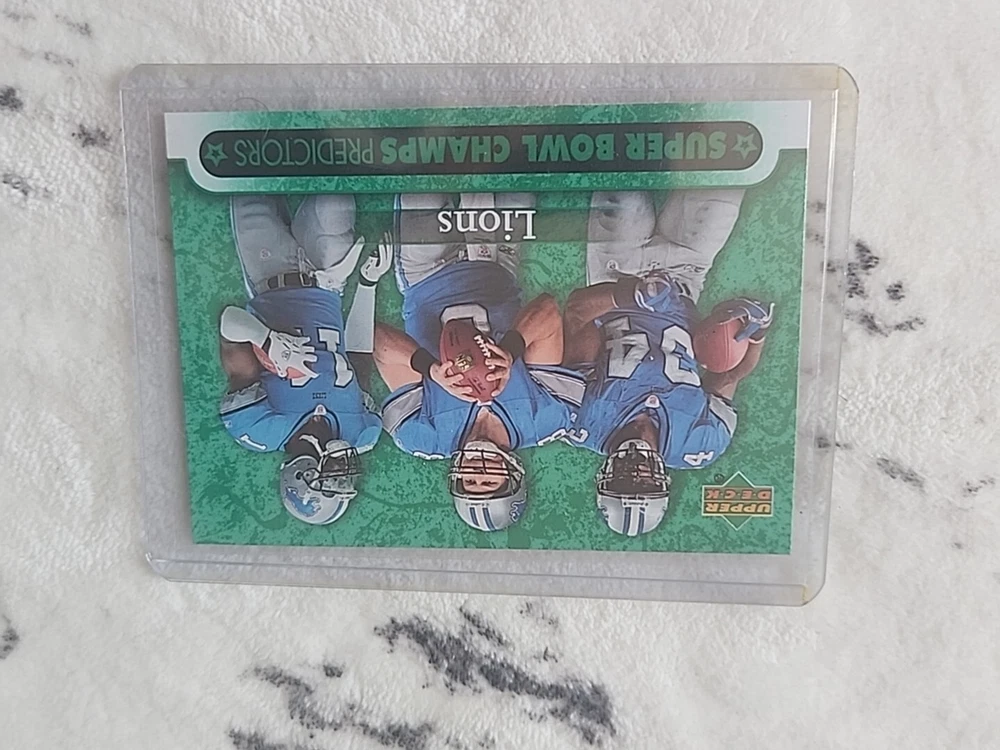 UPPER
DECK
Lions
SUPER BOWL CHAMPS PREDICTORS